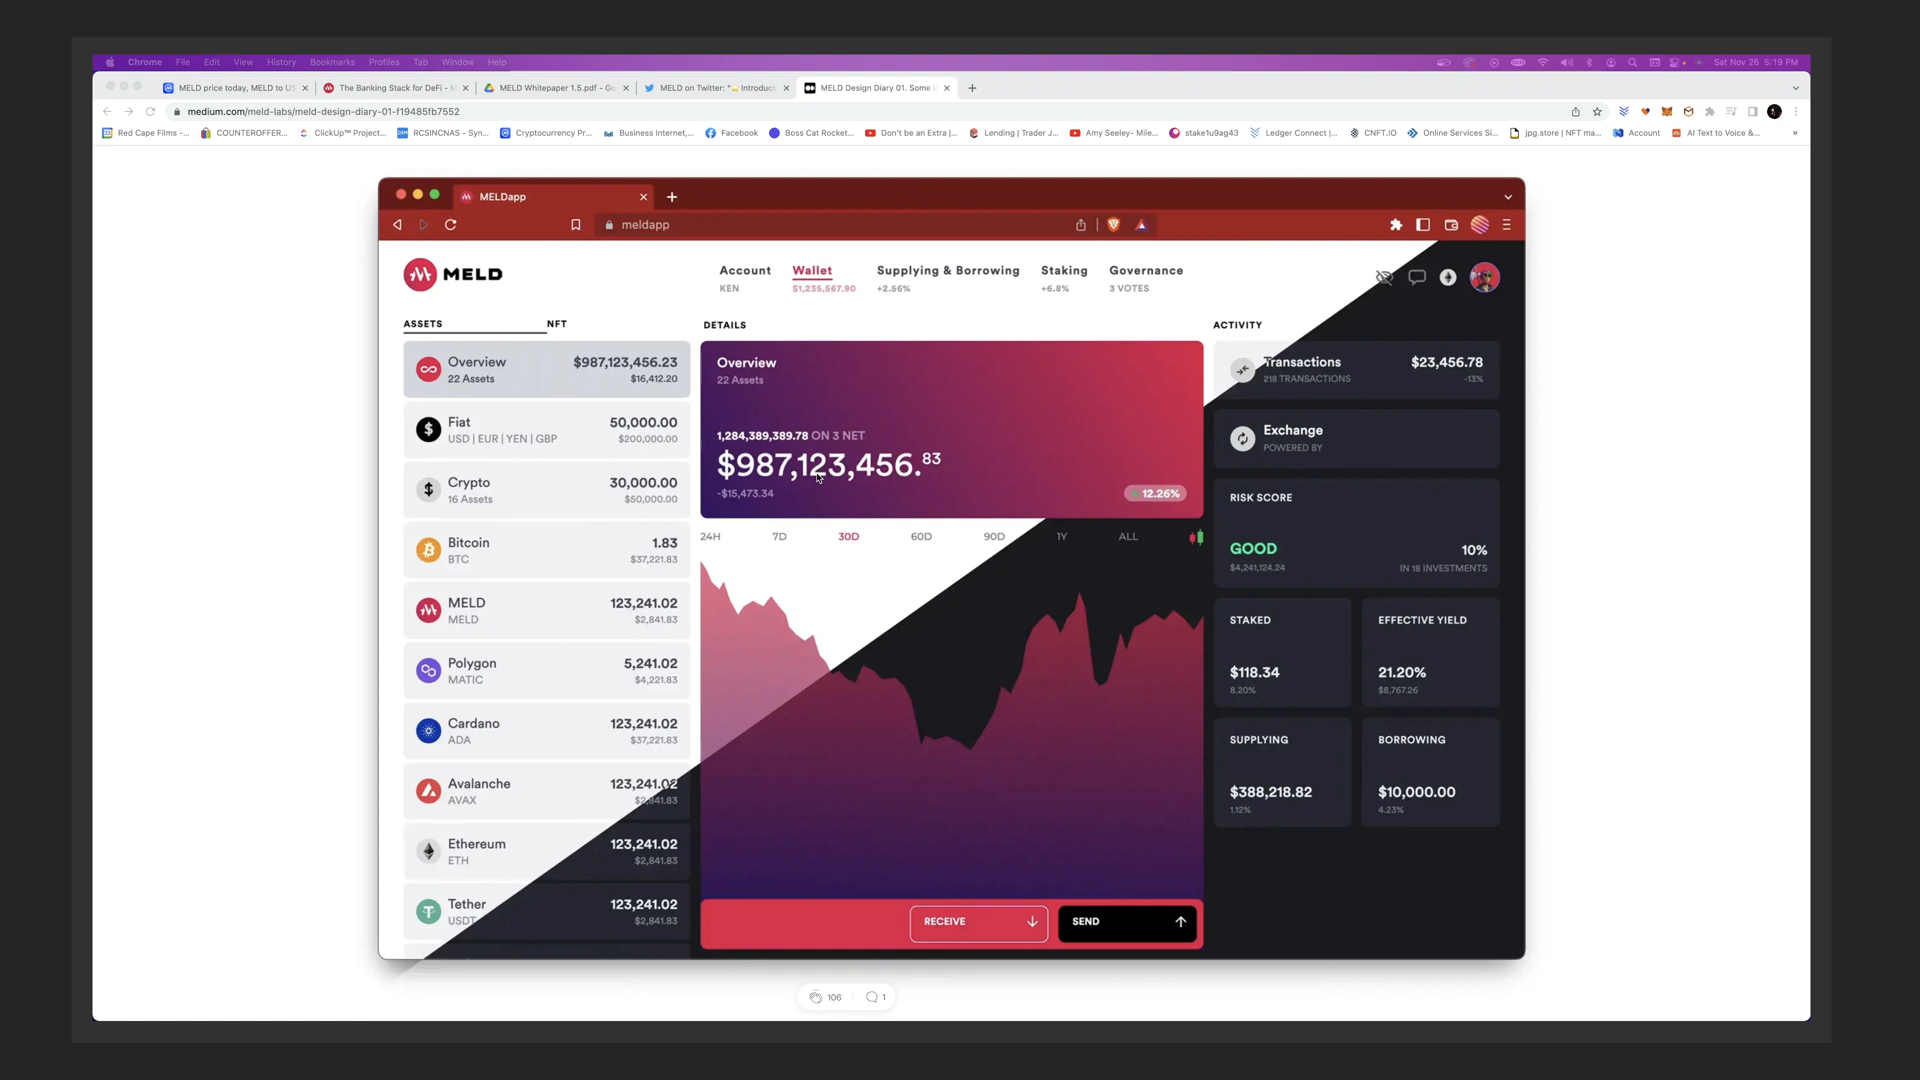 Chrome File Edit View History Bookmarks Profiles Tab Window Help
Sat Nov 26 5:19 PM
MELD price today, MELD to US
The Banking Stack for DeFi - M
MELD Whitepaper 1.5.pdf - Go
MELD on Twitter: "⭐ Introduci
MELD Design Diary 01. Some i
medium.com/meld-labs/meld-design-diary-01-f19485fb7552
Red Cape Films -...
COUNTEROFFER...
ClickUp™ Project...
RCSINCNAS - Syn...
Cryptocurrency Pr...
Business Internet,...
Facebook
Boss Cat Rocket...
Don't be an Extra |...
Lending | Trader J...
Amy Seeley- Mile...
stake1u9ag43
Ledger Connect |...
CNFT.IO
Online Services Si...
jpg.store | NFT ma...
Account
AI Text to Voice &...
»
MELDapp
meldapp
MELD
Account
KEN
Wallet
$1,235,567.90
Supplying & Borrowing
+2.56%
Staking
+6.8%
Governance
3 VOTES
ASSETS
NFT
Overview $987,123,456.23
22 Assets $16,412.20
Fiat 50,000.00
USD | EUR | YEN | GBP $200,000.00
Crypto 30,000.00
16 Assets $50,000.00
Bitcoin 1.83
BTC $37,221.83
MELD 123,241.02
MELD $2,841.83
Polygon 5,241.02
MATIC $4,221.83
Cardano 123,241.02
ADA $37,221.83
Avalanche 123,241.02
AVAX $2,841.83
Ethereum 123,241.02
ETH $2,841.83
Tether 123,241.02
USDT $2,841.83
DETAILS
Overview
22 Assets
1,284,389,389.78 ON 3 NET
$987,123,456.83
-$15,473.34
12.26%
24H 7D 30D 60D 90D 1Y ALL
RECEIVE
SEND
ACTIVITY
Transactions $23,456.78
218 TRANSACTIONS -13%
Exchange
POWERED BY
RISK SCORE
GOOD 10%
$4,241,124.24 IN 18 INVESTMENTS
STAKED
$118.34
8.20%
EFFECTIVE YIELD
21.20%
$8,767.26
SUPPLYING
$388,218.82
1.12%
BORROWING
$10,000.00
4.23%
106
1